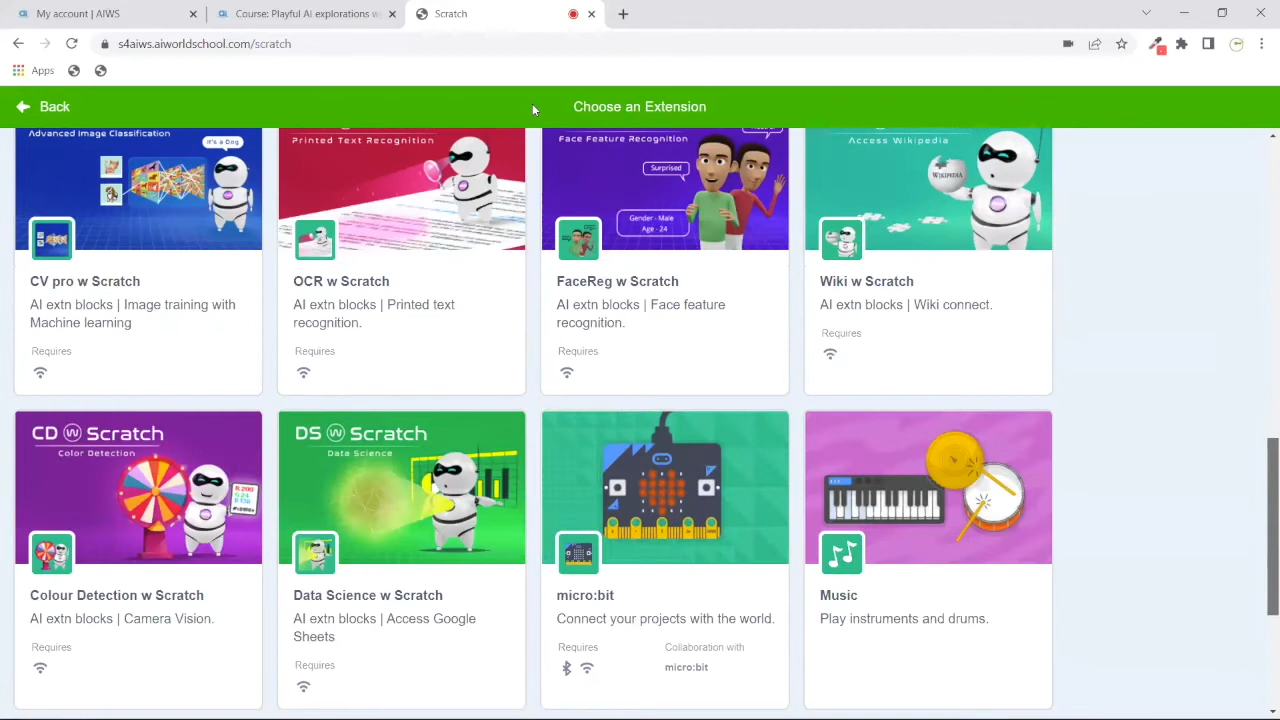 My account | AIWS
Course: Playful AI explorations w
Scratch
s4aiws.aiworldschool.com/scratch
Apps
Back
Choose an Extension
Advanced Image Classification
It's a Dog
Printed Text Recognition
Face Feature Recognition
Surprised
Gender - Male
Age - 24
Access Wikipedia
WIKIPEDIA
CV pro w Scratch
AI extn blocks | Image training with
Machine learning
Requires
OCR w Scratch
AI extn blocks | Printed text
recognition.
Requires
FaceReg w Scratch
AI extn blocks | Face feature
recognition.
Requires
Wiki w Scratch
AI extn blocks | Wiki connect.
Requires
CD w Scratch
Color Detection
DS w Scratch
Data Science
Colour Detection w Scratch
AI extn blocks | Camera Vision.
Requires
Data Science w Scratch
AI extn blocks | Access Google
Sheets
Requires
micro:bit
Connect your projects with the world.
Requires
Collaboration with
micro:bit
Music
Play instruments and drums.